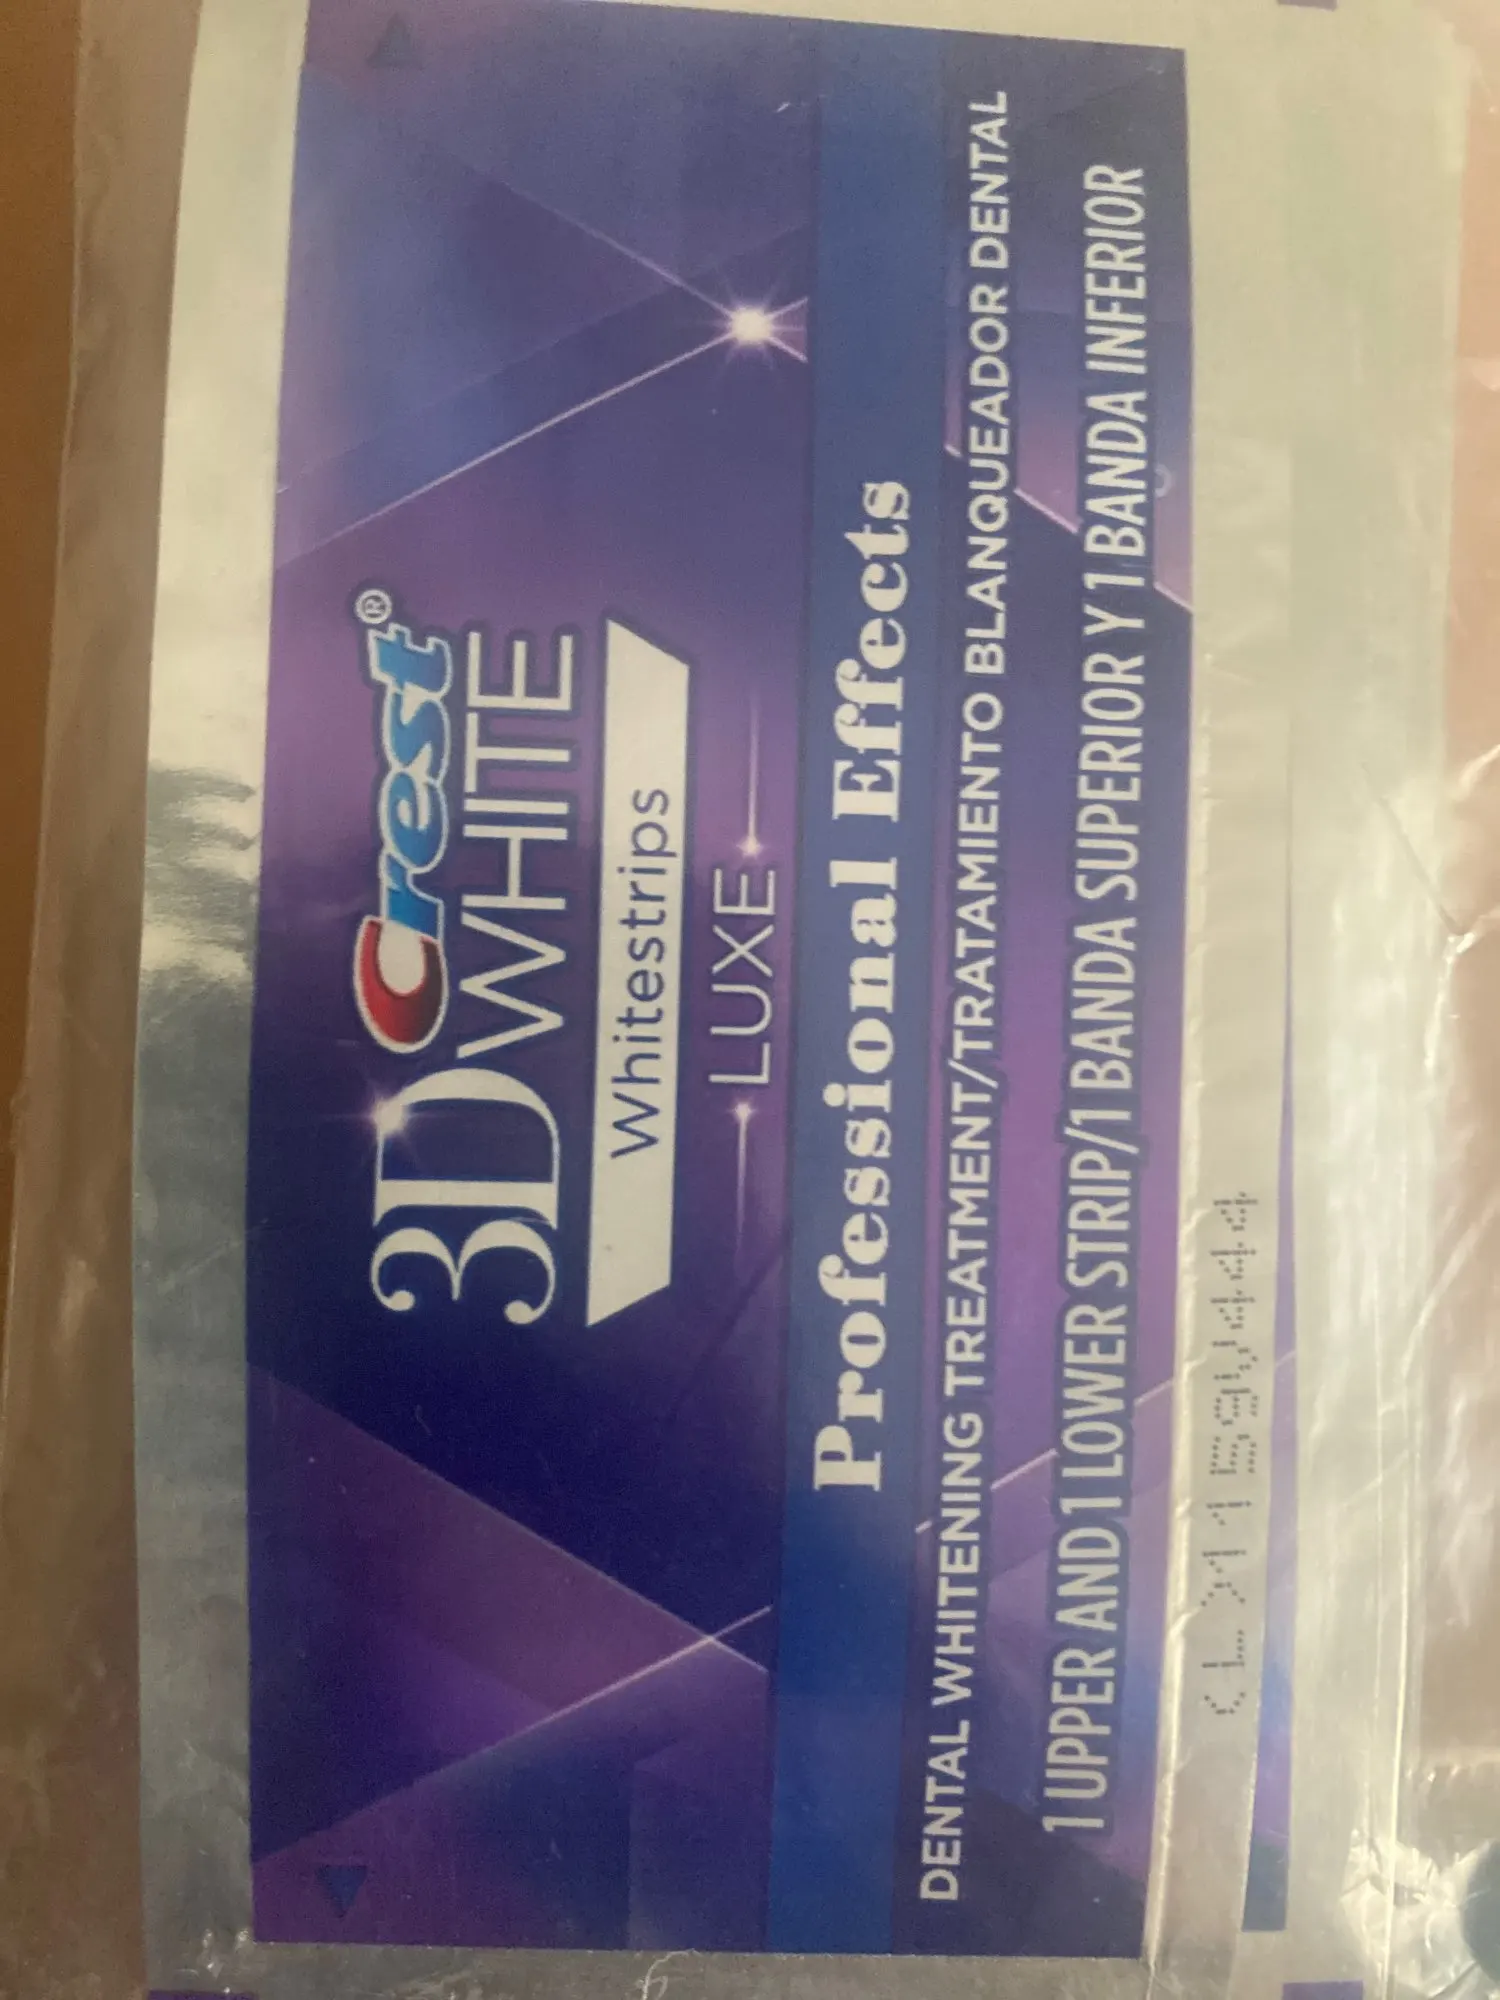 Crest®
3D WHITE
Whitestrips
LUXE
Professional Effects
DENTAL WHITENING TREATMENT/TRATAMIENTO BLANQUEADOR DENTAL
1 UPPER AND 1 LOWER STRIP/1 BANDA SUPERIOR Y 1 BANDA INFERIOR